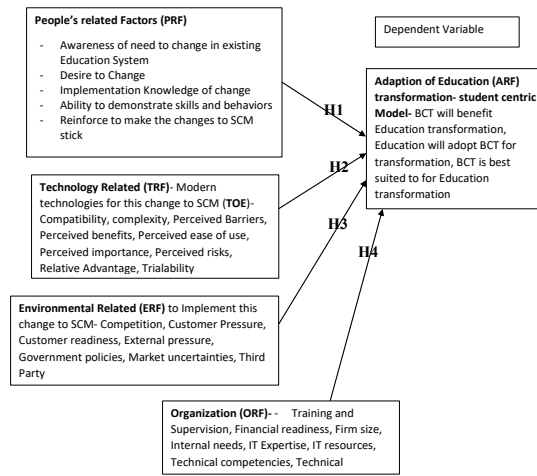 People's related Factors (PRF)
- Awareness of need to change in existing
Education System
- Desire to Change
- Implementation Knowledge of change
- Ability to demonstrate skills and behaviors
- Reinforce to make the changes to SCM
stick
Dependent Variable
Adaption of Education (ARF)
transformation- student centric
Model- BCT will benefit
Education transformation,
Education will adopt BCT for
transformation, BCT is best
suited to for Education
transformation
H1
H2
H3
H4
Technology Related (TRF)- Modern
technologies for this change to SCM (TOE)-
Compatibility, complexity, Perceived Barriers,
Perceived benefits, Perceived ease of use,
Perceived importance, Perceived risks,
Relative Advantage, Trialability
Environmental Related (ERF) to Implement this
change to SCM- Competition, Customer Pressure,
Customer readiness, External pressure,
Government policies, Market uncertainties, Third
Party
Organization (ORF)- - Training and
Supervision, Financial readiness, Firm size,
Internal needs, IT Expertise, IT resources,
Technical competencies, Technical